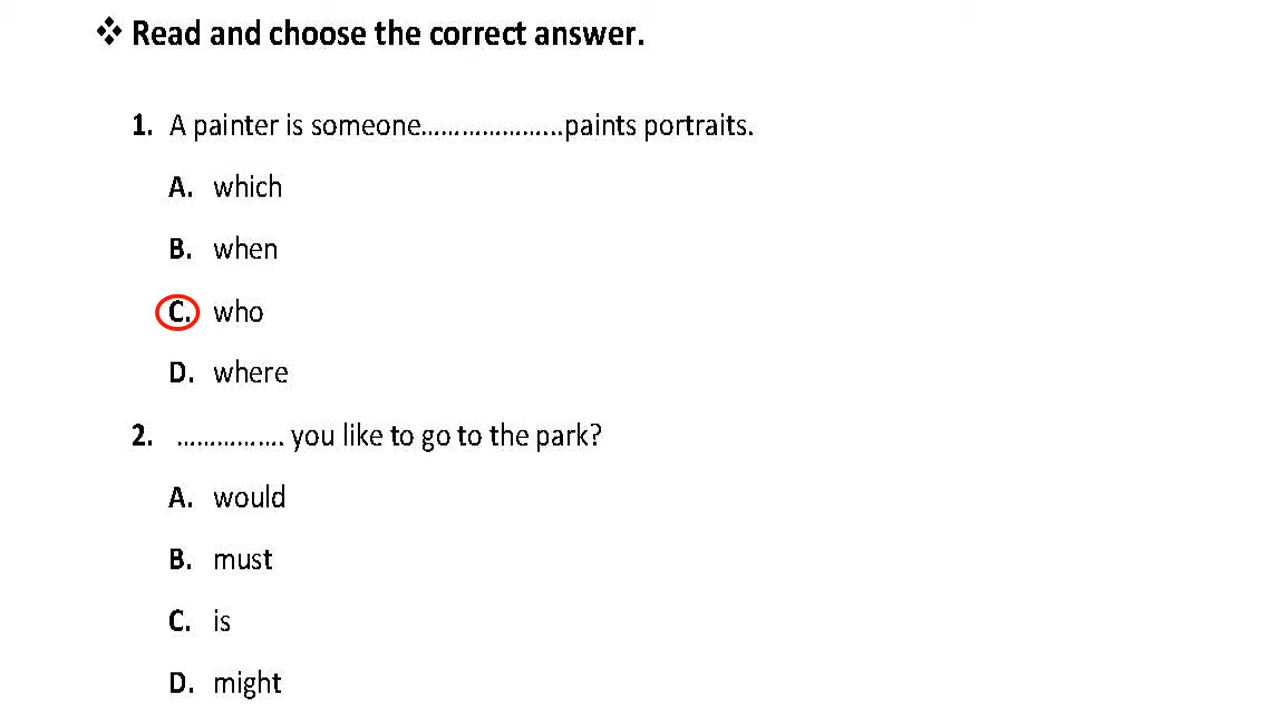 ❖ Read and choose the correct answer.
1. A painter is someone......................paints portraits.
A. which
B. when
C. who
D. where
2. ................ you like to go to the park?
A. would
B. must
C. is
D. might